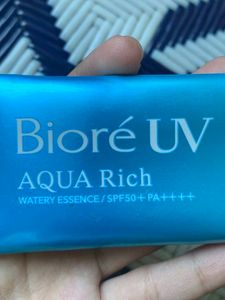 Bioré UV
AQUA Rich
WATERY ESSENCE / SPF50+ PA++++